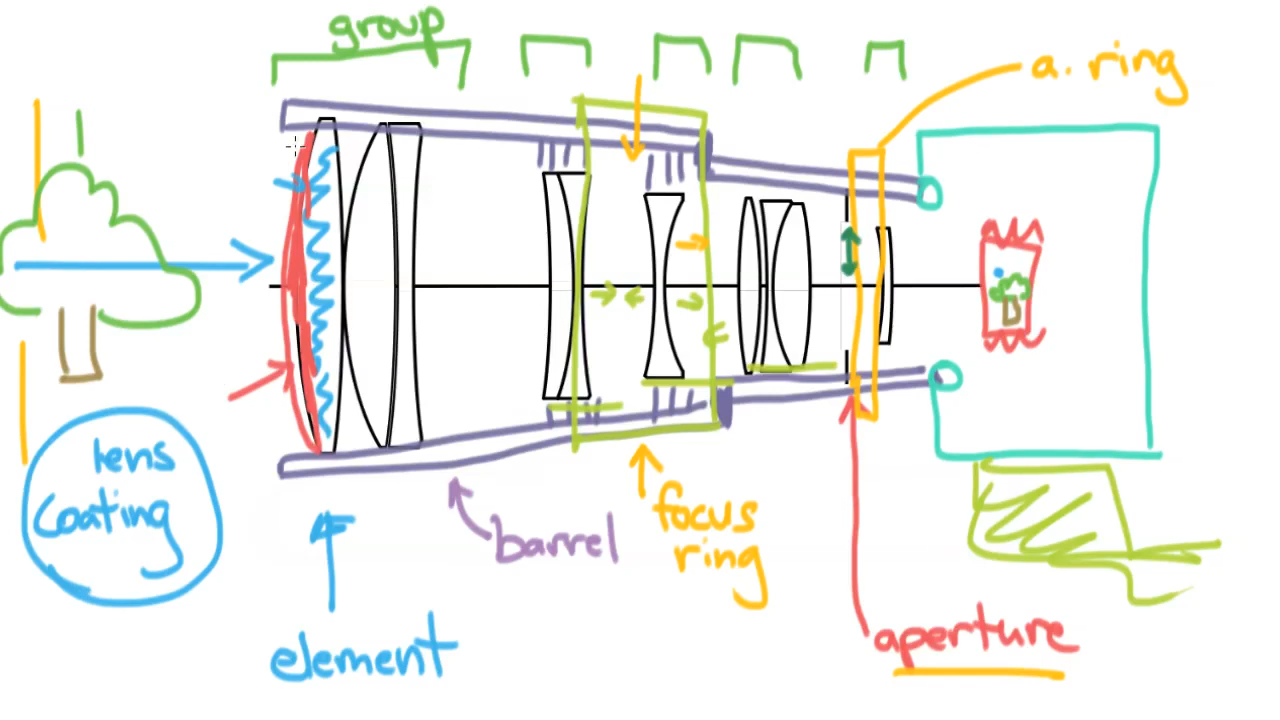 group
a. ring
lens
coating
barrel
focus
ring
element
aperture